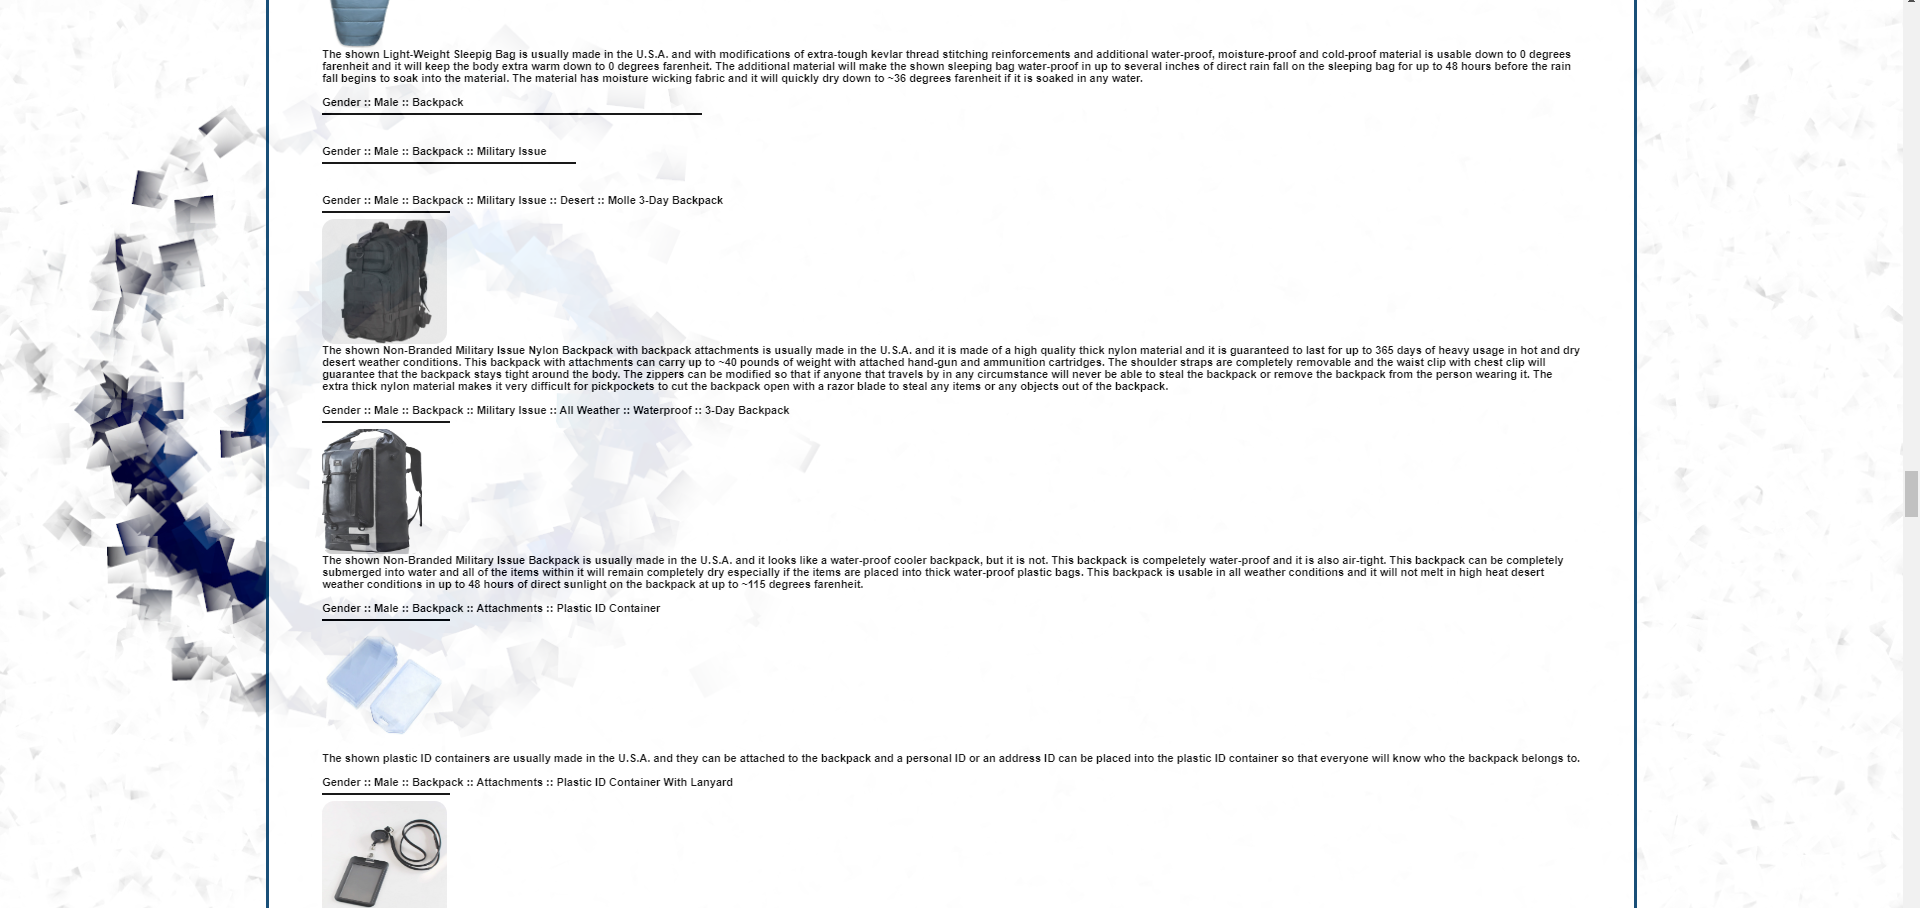 The shown Light-Weight Sleepig Bag is usually made in the U.S.A. and with modifications of extra-tough kevlar thread stitching reinforcements and additional water-proof, moisture-proof and cold-proof material is usable down to 0 degrees
farenheit and it will keep the body extra warm down to 0 degrees farenheit. The additional material will make the shown sleeping bag water-proof in up to several inches of direct rain fall on the sleeping bag for up to 48 hours before the rain
fall begins to soak into the material. The material has moisture wicking fabric and it will quickly dry down to ~36 degrees farenheit if it is soaked in any water.
Gender :: Male :: Backpack
Gender :: Male :: Backpack :: Military Issue
Gender :: Male :: Backpack :: Military Issue :: Desert :: Molle 3-Day Backpack
The shown Non-Branded Military Issue Nylon Backpack with backpack attachments is usually made in the U.S.A. and it is made of a high quality thick nylon material and it is guaranteed to last for up to 365 days of heavy usage in hot and dry
desert weather conditions. This backpack with attachments can carry up to ~40 pounds of weight with attached hand-gun and ammunition cartridges. The shoulder straps are completely removable and the waist clip with chest clip will
guarantee that the backpack stays tight around the body. The zippers can be modified so that if anyone that travels by in any circumstance will never be able to steal the backpack or remove the backpack from the person wearing it. The
extra thick nylon material makes it very difficult for pickpockets to cut the backpack open with a razor blade to steal any items or any objects out of the backpack.
Gender :: Male :: Backpack :: Military Issue :: All Weather :: Waterproof :: 3-Day Backpack
The shown Non-Branded Military Issue Backpack is usually made in the U.S.A. and it looks like a water-proof cooler backpack, but it is not. This backpack is compeletely water-proof and it is also air-tight. This backpack can be completely
submerged into water and all of the items within it will remain completely dry especially if the items are placed into thick water-proof plastic bags. This backpack is usable in all weather conditions and it will not melt in high heat desert
weather conditions in up to 48 hours of direct sunlight on the backpack at up to ~115 degrees farenheit.
Gender :: Male :: Backpack :: Attachments :: Plastic ID Container
The shown plastic ID containers are usually made in the U.S.A. and they can be attached to the backpack and a personal ID or an address ID can be placed into the plastic ID container so that everyone will know who the backpack belongs to.
Gender :: Male :: Backpack :: Attachments :: Plastic ID Container With Lanyard